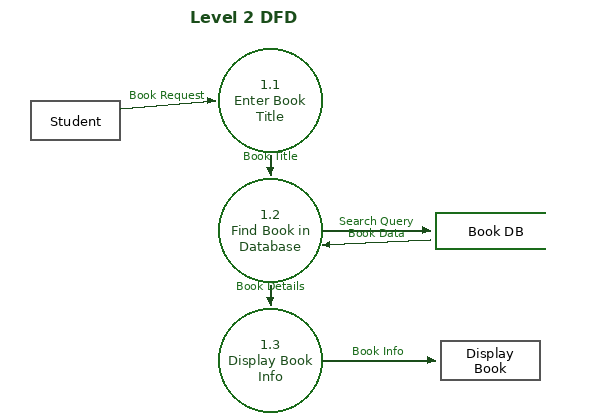 Level 2 DFD
1.1
Enter Book
Title
Book Request
Student
Book Title
1.2
Find Book in
Database
Search Query
Book Data
Book DB
Book Details
1.3
Display Book
Info
Book Info
Display
Book